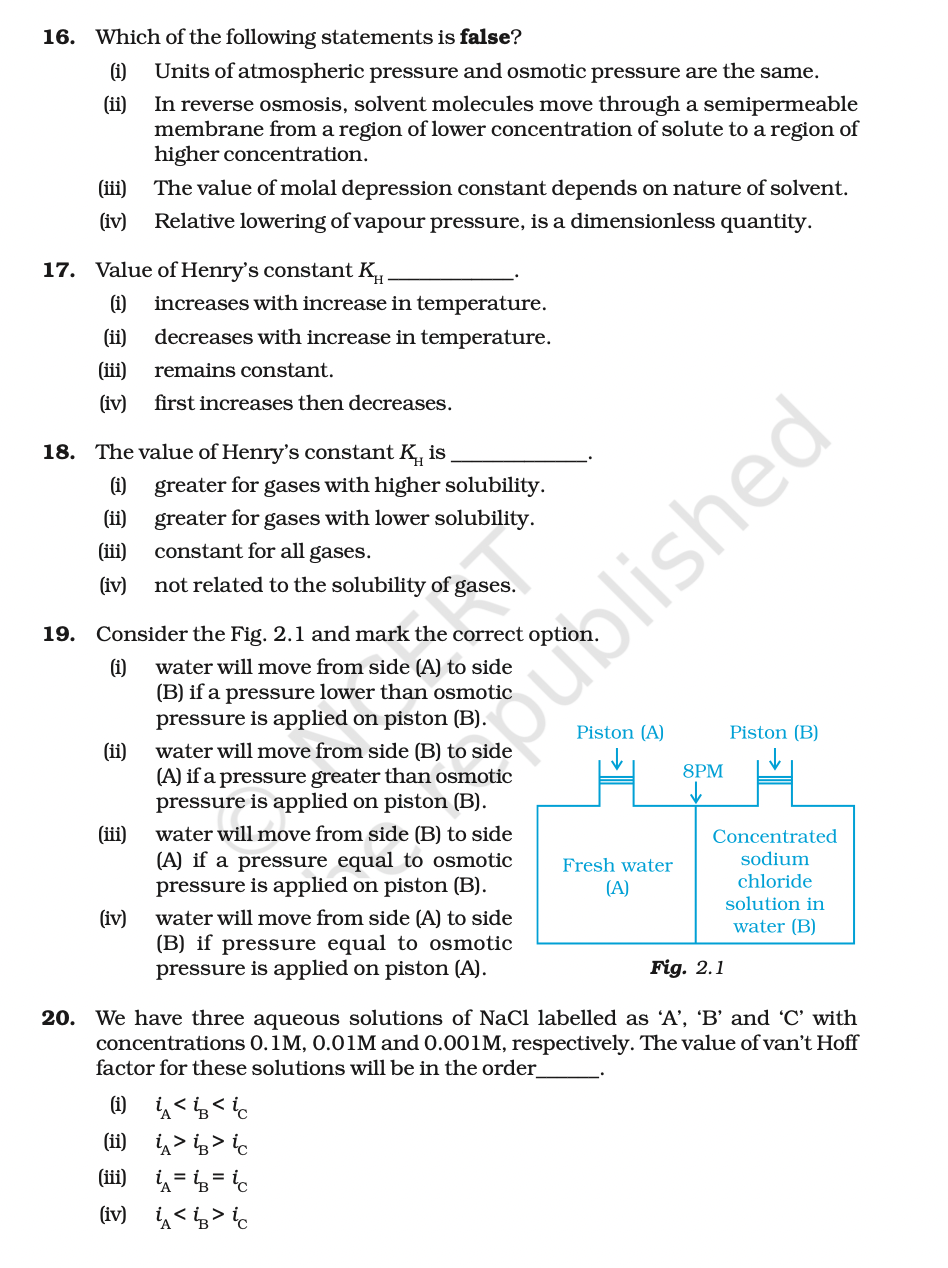 16. Which of the following statements is false?
(i) Units of atmospheric pressure and osmotic pressure are the same.
(ii) In reverse osmosis, solvent molecules move through a semipermeable
membrane from a region of lower concentration of solute to a region of
higher concentration.
(iii) The value of molal depression constant depends on nature of solvent.
(iv) Relative lowering of vapour pressure, is a dimensionless quantity.
17. Value of Henry's constant K_H ____________.
(i) increases with increase in temperature.
(ii) decreases with increase in temperature.
(iii) remains constant.
(iv) first increases then decreases.
18. The value of Henry's constant K_H is ____________.
(i) greater for gases with higher solubility.
(ii) greater for gases with lower solubility.
(iii) constant for all gases.
(iv) not related to the solubility of gases.
19. Consider the Fig. 2.1 and mark the correct option.
(i) water will move from side (A) to side
(B) if a pressure lower than osmotic
pressure is applied on piston (B).
(ii) water will move from side (B) to side
(A) if a pressure greater than osmotic
pressure is applied on piston (B).
(iii) water will move from side (B) to side
(A) if a pressure equal to osmotic
pressure is applied on piston (B).
(iv) water will move from side (A) to side
(B) if pressure equal to osmotic
pressure is applied on piston (A).
Piston (A) Piston (B)
8PM
Fresh water
(A)
Concentrated
sodium
chloride
solution in
water (B)
Fig. 2.1
20. We have three aqueous solutions of NaCl labelled as 'A', 'B' and 'C' with
concentrations 0.1M, 0.01M and 0.001M, respectively. The value of van't Hoff
factor for these solutions will be in the order______.
(i) i_A < i_B < i_C
(ii) i_A > i_B > i_C
(iii) i_A = i_B = i_C
(iv) i_A < i_B > i_C
© NCERT
be republished